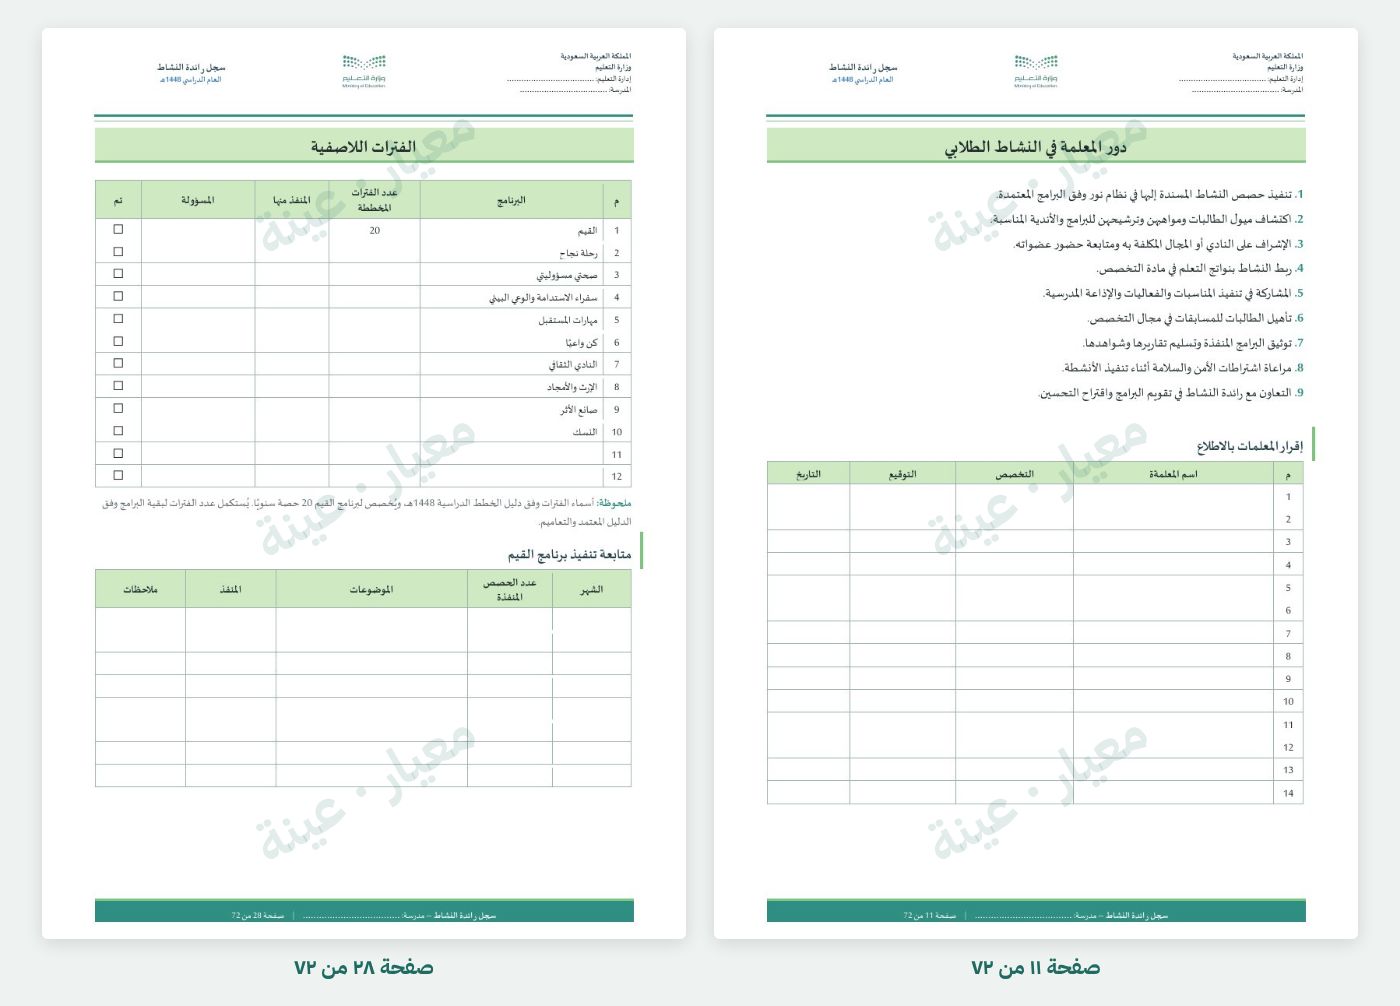 المملكة العربية السعودية
وزارة التعليم
إدارة التعليم: ....................................
المدرسة: ....................................
وزارة التعليم
Ministry of Education
سجل رائدة النشاط
العام الدراسي 1448هـ
دور المعلمة في النشاط الطلابي
1. تنفيذ حصص النشاط المسندة إليها في نظام نور وفق البرامج المعتمدة.
2. اكتشاف ميول الطالبات ومواهبهن وترشيحهن للبرامج والأندية المناسبة.
3. الإشراف على النادي أو المجال المكلفة به ومتابعة حضور عضواته.
4. ربط النشاط بنواتج التعلم في مادة التخصص.
5. المشاركة في تنفيذ المناسبات والفعاليات والإذاعة المدرسية.
6. تأهيل الطالبات للمسابقات في مجال التخصص.
7. توثيق البرامج المنفذة وتسليم تقاريرها وشواهدها.
8. مراعاة اشتراطات الأمن والسلامة أثناء تنفيذ الأنشطة.
9. التعاون مع رائدة النشاط في تقويم البرامج واقتراح التحسين.
إقرار المعلمات بالاطلاع
م اسم المعلمة التخصص التوقيع التاريخ
1
2
3
4
5
6
7
8
9
10
11
12
13
14
معيار · عينة
معيار · عينة
معيار · عينة
سجل رائدة النشاط – مدرسة: .................................... | صفحة 11 من 72
صفحة ١١ من ٧٢
المملكة العربية السعودية
وزارة التعليم
إدارة التعليم: ....................................
المدرسة: ....................................
وزارة التعليم
Ministry of Education
سجل رائدة النشاط
العام الدراسي 1448هـ
الفترات اللاصفية
م البرنامج عدد الفترات المخططة المنفذ منها المسؤولة تم
1 القيم 20 ☐
2 رحلة نجاح ☐
3 صحتي مسؤوليتي ☐
4 سفراء الاستدامة والوعي البيئي ☐
5 مهارات المستقبل ☐
6 كن واعيًا ☐
7 النادي الثقافي ☐
8 الإرث والأمجاد ☐
9 صانع الأثر ☐
10 النسك ☐
11 ☐
12 ☐
ملحوظة: أسماء الفترات وفق دليل الخطط الدراسية 1448هـ، ويُخصص لبرنامج القيم 20 حصة سنويًا. يُستكمل عدد الفترات لبقية البرامج وفق
الدليل المعتمد والتعاميم.
متابعة تنفيذ برنامج القيم
الشهر عدد الحصص المنفذة الموضوعات المنفذ ملاحظات
معيار · عينة
معيار · عينة
معيار · عينة
سجل رائدة النشاط – مدرسة: .................................... | صفحة 28 من 72
صفحة ٢٨ من ٧٢